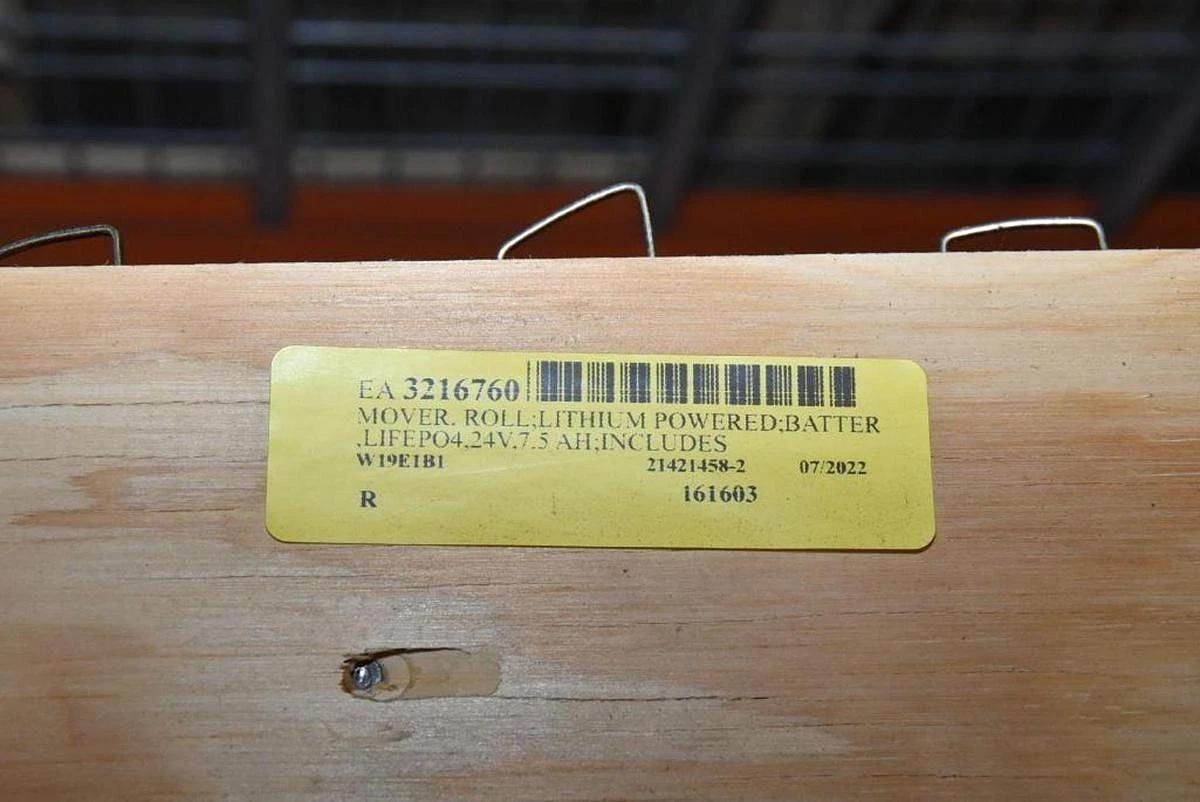 EA 3216760
MOVER. ROLL;LITHIUM POWERED;BATTER
,LIFEPO4,24V,7.5 AH;INCLUDES
W19E1B1 21421458-2 07/2022
R 161603